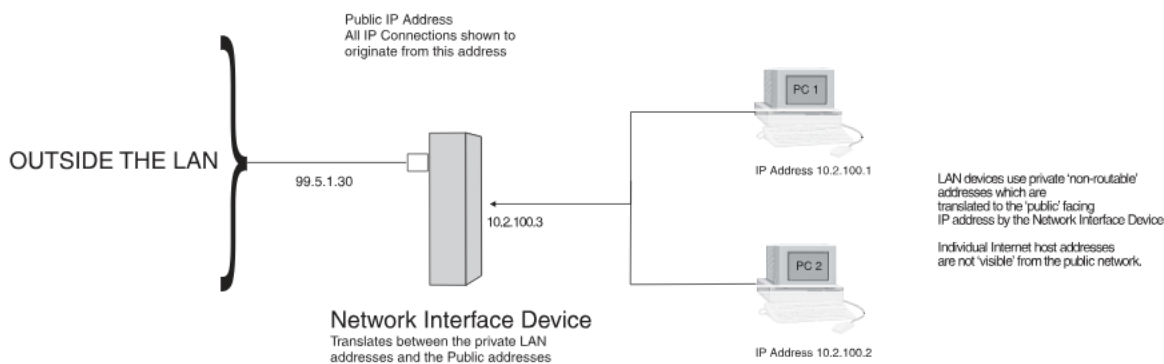 Public IP Address
All IP Connections shown to
originate from this address
OUTSIDE THE LAN
99.5.1.30
10.2.100.3
PC 1
IP Address 10.2.100.1
PC 2
IP Address 10.2.100.2
LAN devices use private 'non-routable'
addresses which are
translated to the 'public' facing
IP address by the Network Interface Device
Individual Internet host addresses
are not 'visible' from the public network.
Network Interface Device
Translates between the private LAN
addresses and the Public addresses